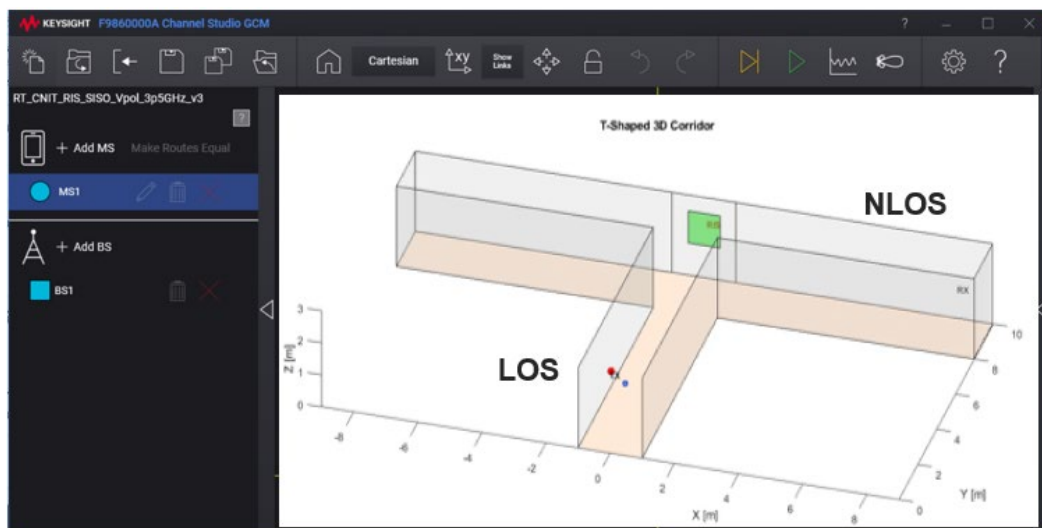 KEYSIGHT F9860000A Channel Studio GCM
?
Cartesian
xy
Show
Links
?
RT_CNIT_RIS_SISO_Vpol_3p5GHz_v3
?
+ Add MS Make Routes Equal
MS1
+ Add BS
BS1
T-Shaped 3D Corridor
NLOS
RIS
RX
LOS
3
2
1
0
Z [m]
-8
-6
-4
-2
0
2
4
6
8
X [m]
0
2
4
6
8
10
Y [m]